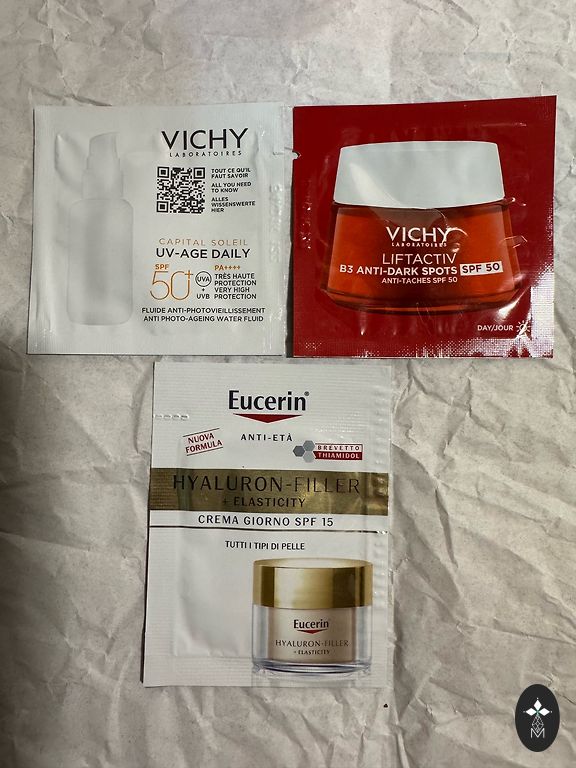 VICHY
LABORATOIRES
TOUT CE QU'IL
FAUT SAVOIR
ALL YOU NEED
TO KNOW
ALLES
WISSENSWERTE
HIER
CAPITAL SOLEIL
UV-AGE DAILY
SPF
50+
UVA
+
UVB
PA++++
TRÈS HAUTE
PROTECTION
VERY HIGH
PROTECTION
FLUIDE ANTI-PHOTOVIEILLISSEMENT
ANTI PHOTO-AGEING WATER FLUID
VICHY
LABORATOIRES
LIFTACTIV
B3 ANTI-DARK SPOTS SPF 50
ANTI-TACHES SPF 50
DAY/JOUR
Eucerin®
NUOVA
FORMULA
ANTI-ETÀ
BREVETTO
THIAMIDOL
HYALURON-FILLER
+ ELASTICITY
CREMA GIORNO SPF 15
TUTTI I TIPI DI PELLE
Eucerin®
HYALURON-FILLER
+ ELASTICITY
M